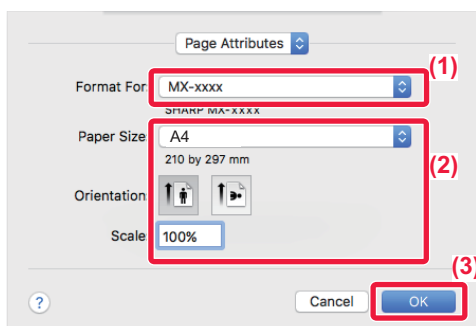 Page Attributes
(1)
Format For: MX-xxxx
SHARP MX-xxxx
Paper Size: A4
210 by 297 mm
(2)
Orientation:
Scale: 100%
(3)
? Cancel OK